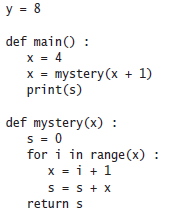 y = 8
def main() :
x = 4
x = mystery(x + 1)
print(s)
def mystery(x) :
s = 0
for i in range(x) :
x = i + 1
s = s + x
return s